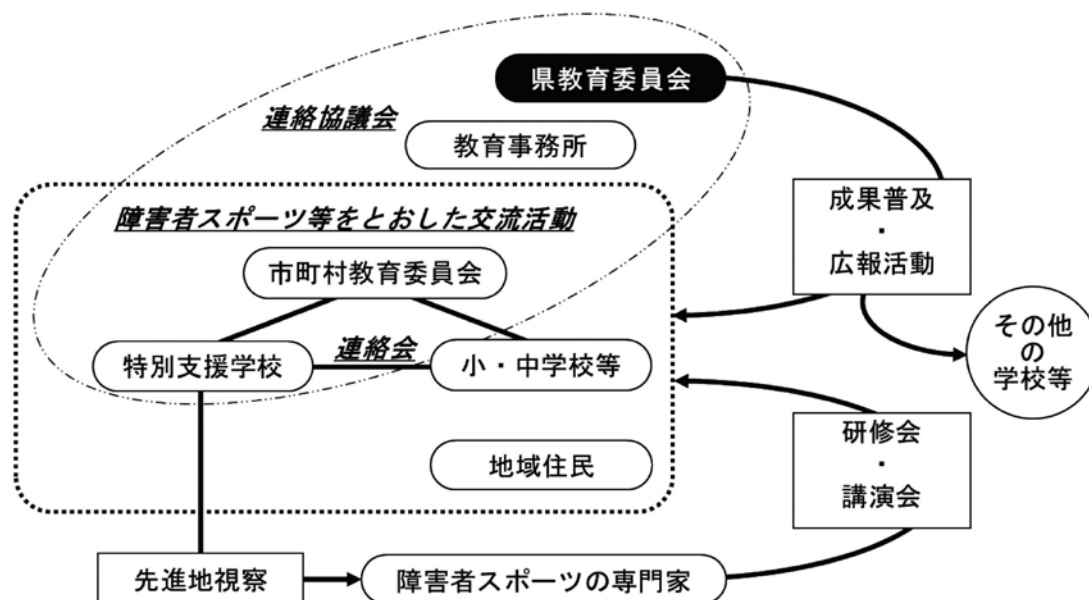 県教育委員会
連絡協議会
教育事務所
障害者スポーツ等をとおした交流活動
市町村教育委員会
特別支援学校
連絡会
小・中学校等
地域住民
成果普及
・
広報活動
その他
の
学校等
研修会
・
講演会
先進地視察
障害者スポーツの専門家